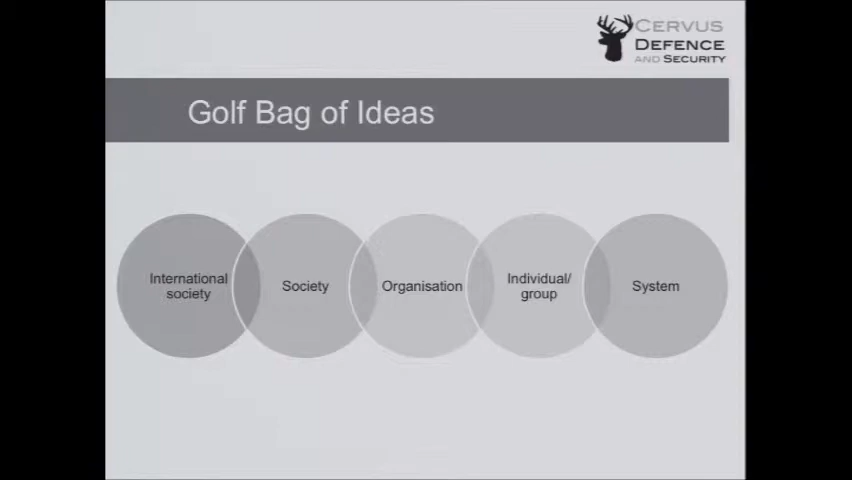 CERVUS
DEFENCE
AND SECURITY
Golf Bag of Ideas
International
society
Society
Organisation
Individual/
group
System